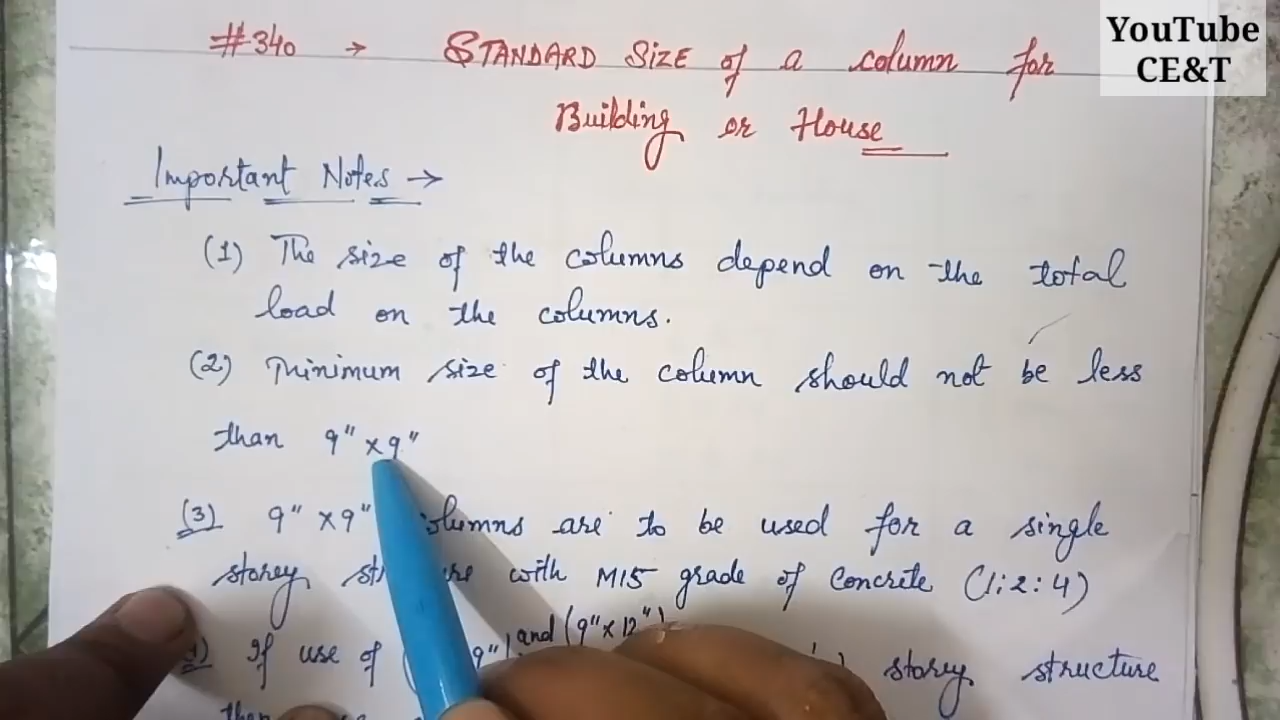 YouTube
CE&T
#340 → STANDARD SIZE of a column for
Building or House
Important Notes →
(1) The size of the columns depend on the total
load on the columns.
(2) Minimum size of the column should not be less
than 9" x 9"
(3) 9" x 9" columns are to be used for a single
storey structure with M15 grade of concrete (1:2:4)
If use of 9") and (9" x 12") storey structure